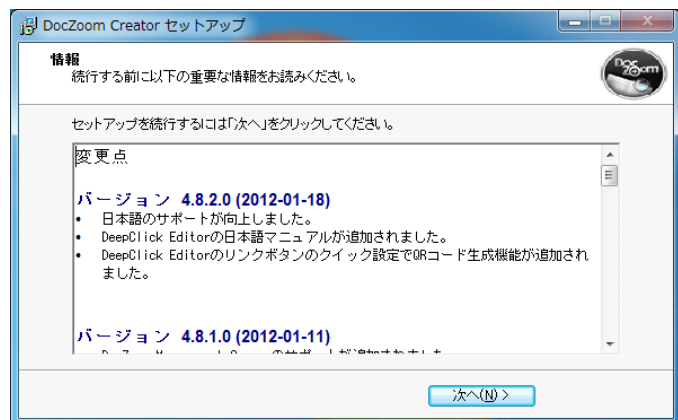 DocZoom Creator セットアップ
情報
続行する前に以下の重要な情報をお読みください。
Doc
Zoom
セットアップを続行するには「次へ」をクリックしてください。
変更点
バージョン 4.8.2.0 (2012-01-18)
• 日本語のサポートが向上しました。
• DeepClick Editorの日本語マニュアルが追加されました。
• DeepClick Editorのリンクボタンのクイック設定でQRコード生成機能が追加され
ました。
バージョン 4.8.1.0 (2012-01-11)
次へ(N) >